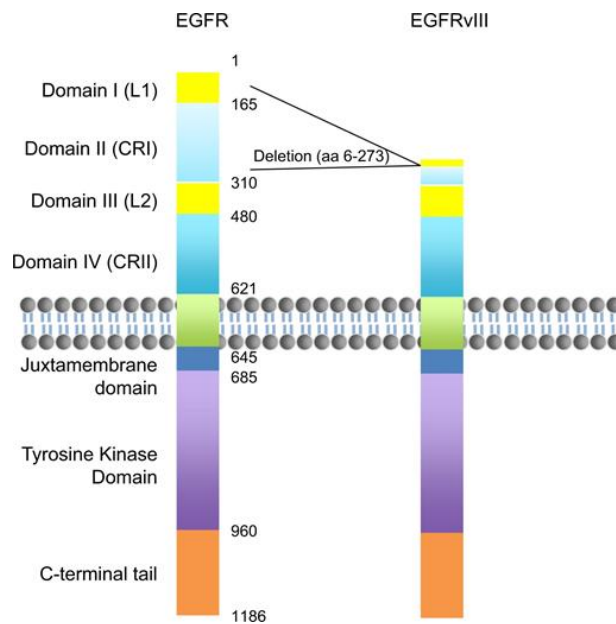 EGFR
EGFRvIII
1
Domain I (L1)
165
Domain II (CRI)
Deletion (aa 6-273)
310
Domain III (L2)
480
Domain IV (CRII)
621
645
Juxtamembrane
domain
685
Tyrosine Kinase
Domain
960
C-terminal tail
1186